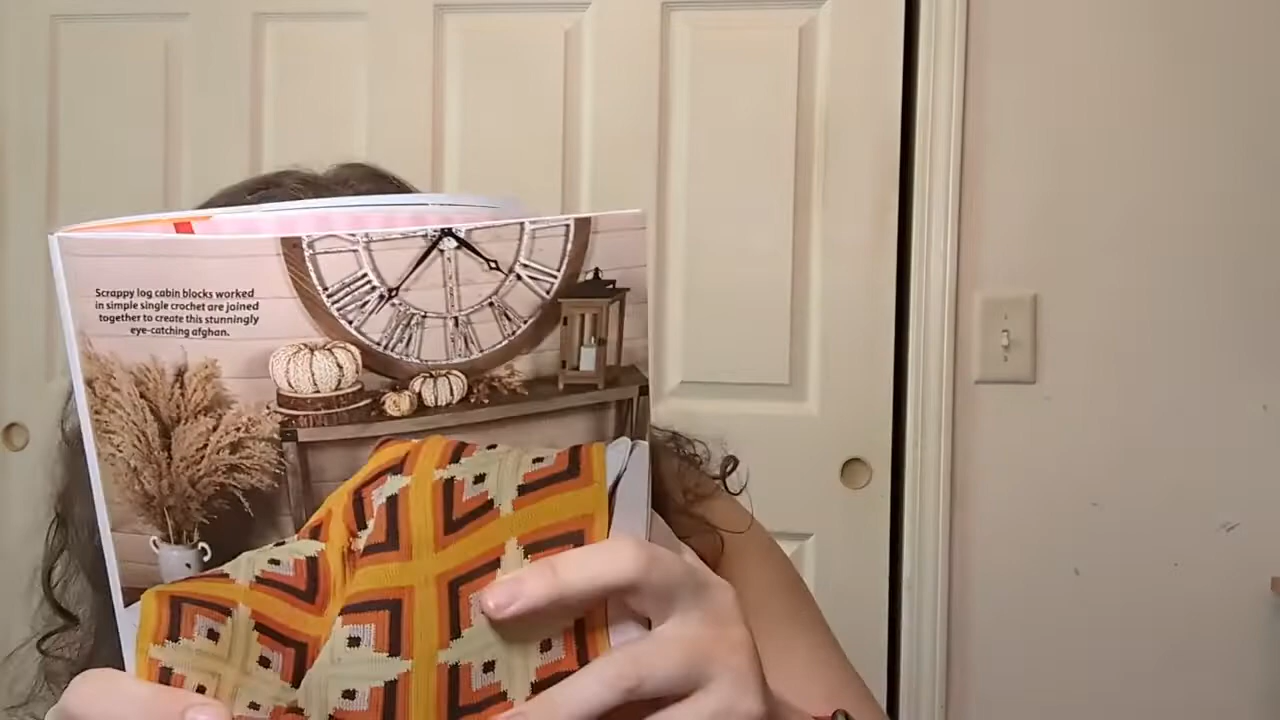 Scrappy log cabin blocks worked
in simple single crochet are joined
together to create this stunningly
eye-catching afghan.